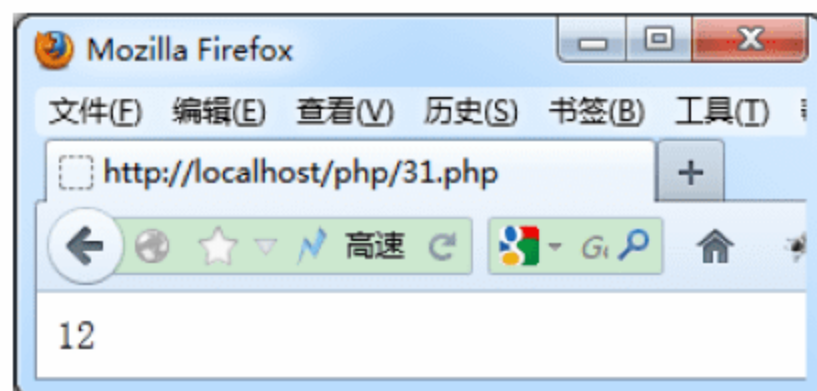 Mozilla Firefox
文件(F) 编辑(E) 查看(V) 历史(S) 书签(B) 工具(T)
http://localhost/php/31.php
高速
12